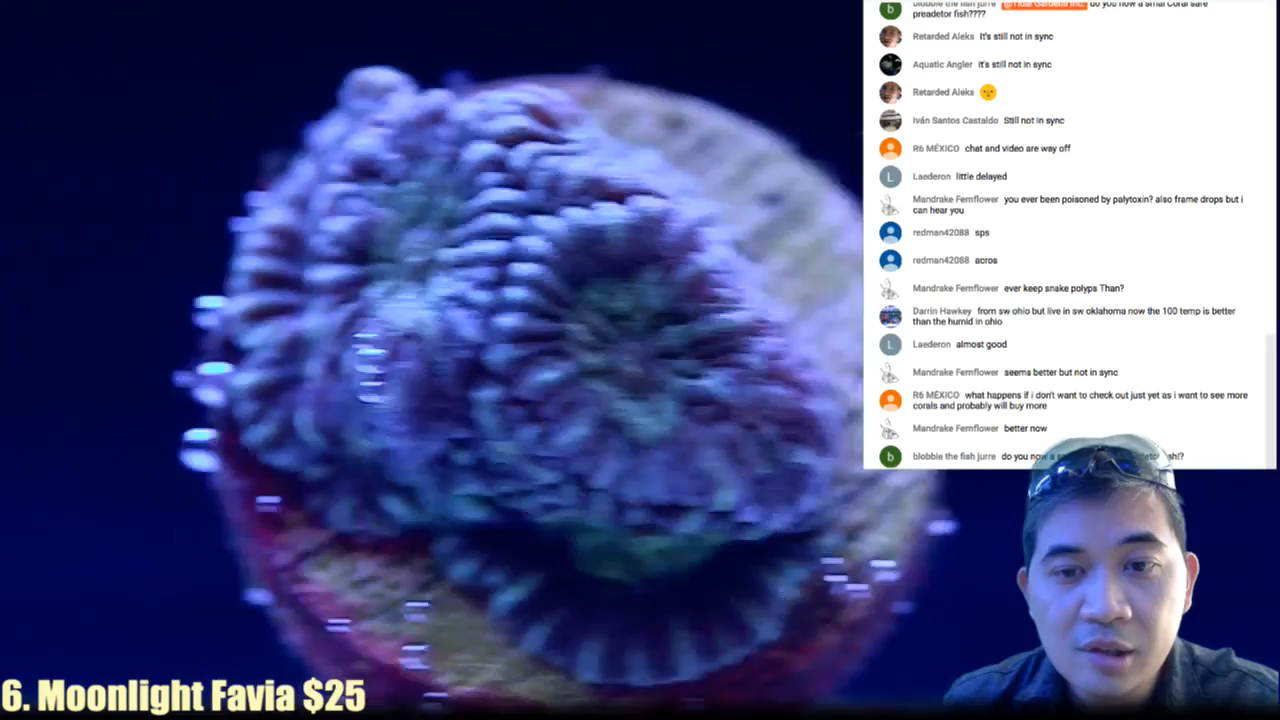 blobbie the fish jurre @Tidal Gardens Inc. do you now a smal Coral safe
preadetor fish????
Retarded Aleks It's still not in sync
Aquatic Angler It's still not in sync
Retarded Aleks
Iván Santos Castaldo Still not in sync
R6 MÉXICO chat and video are way off
Laederon little delayed
Mandrake Fernflower you ever been poisoned by palytoxin? also frame drops but i
can hear you
redman42088 sps
redman42088 acros
Mandrake Fernflower ever keep snake polyps Than?
Darrin Hawkey from sw ohio but live in sw oklahoma now the 100 temp is better
than the humid in ohio
Laederon almost good
Mandrake Fernflower seems better but not in sync
R6 MÉXICO what happens if i don't want to check out just yet as i want to see more
corals and probably will buy more
Mandrake Fernflower better now
blobbie the fish jurre do you now a
6. Moonlight Favia $25